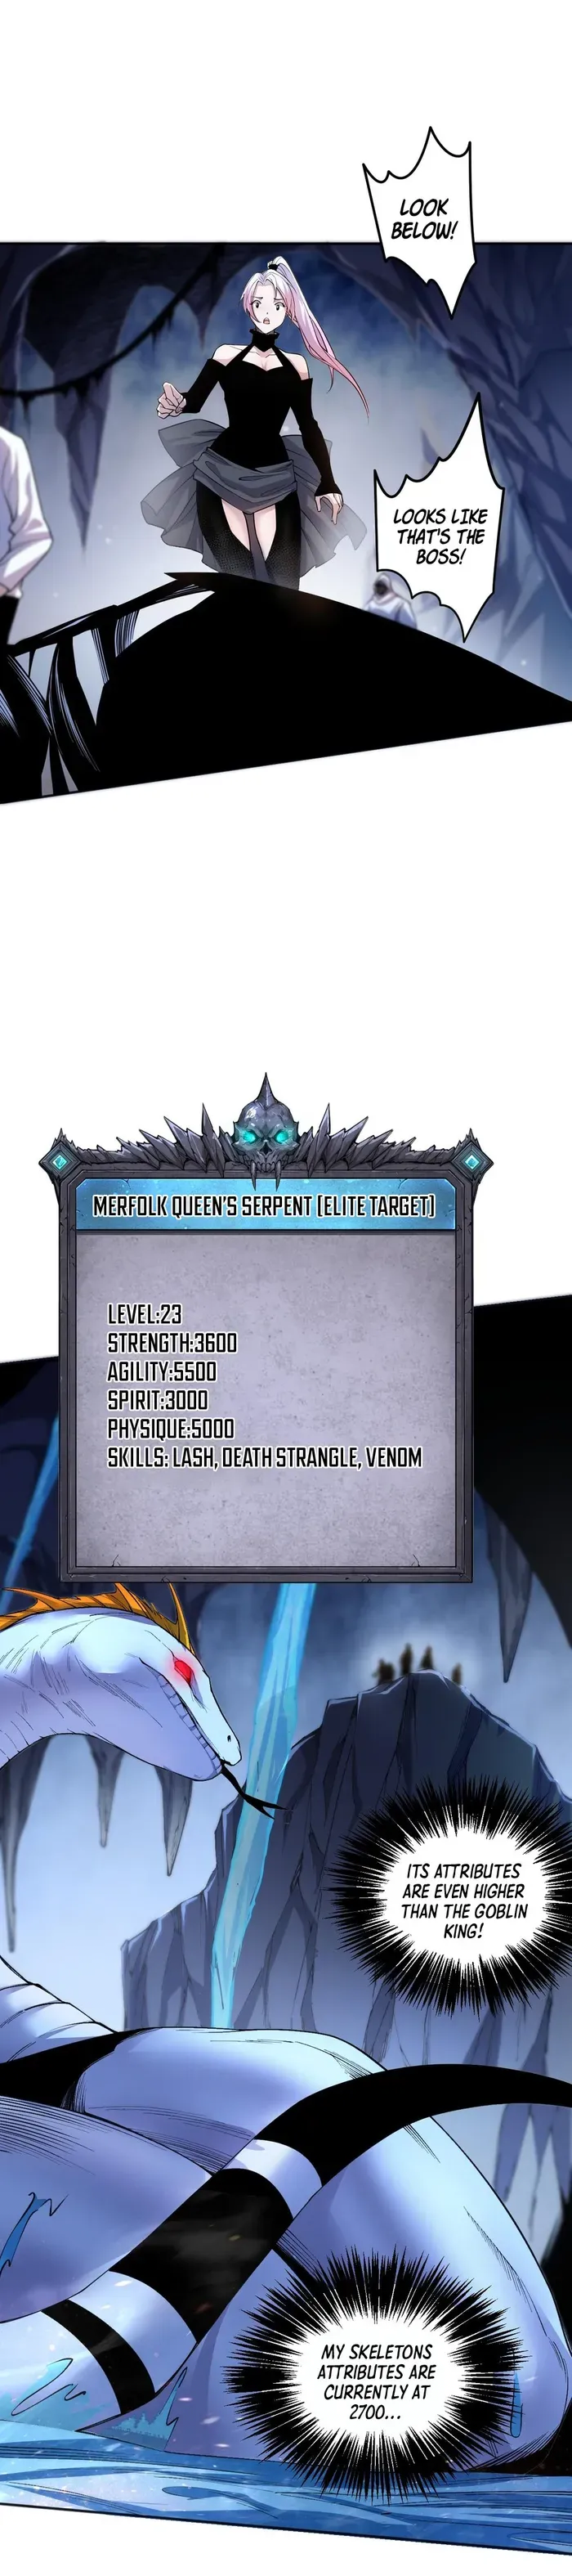 LOOK
BELOW!
LOOKS LIKE
THAT'S THE
BOSS!
MERFOLK QUEEN'S SERPENT [ELITE TARGET]
LEVEL:23
STRENGTH:3600
AGILITY:5500
SPIRIT:3000
PHYSIQUE:5000
SKILLS: LASH, DEATH STRANGLE, VENOM
ITS ATTRIBUTES
ARE EVEN HIGHER
THAN THE GOBLIN
KING!
MY SKELETONS
ATTRIBUTES ARE
CURRENTLY AT
2700...